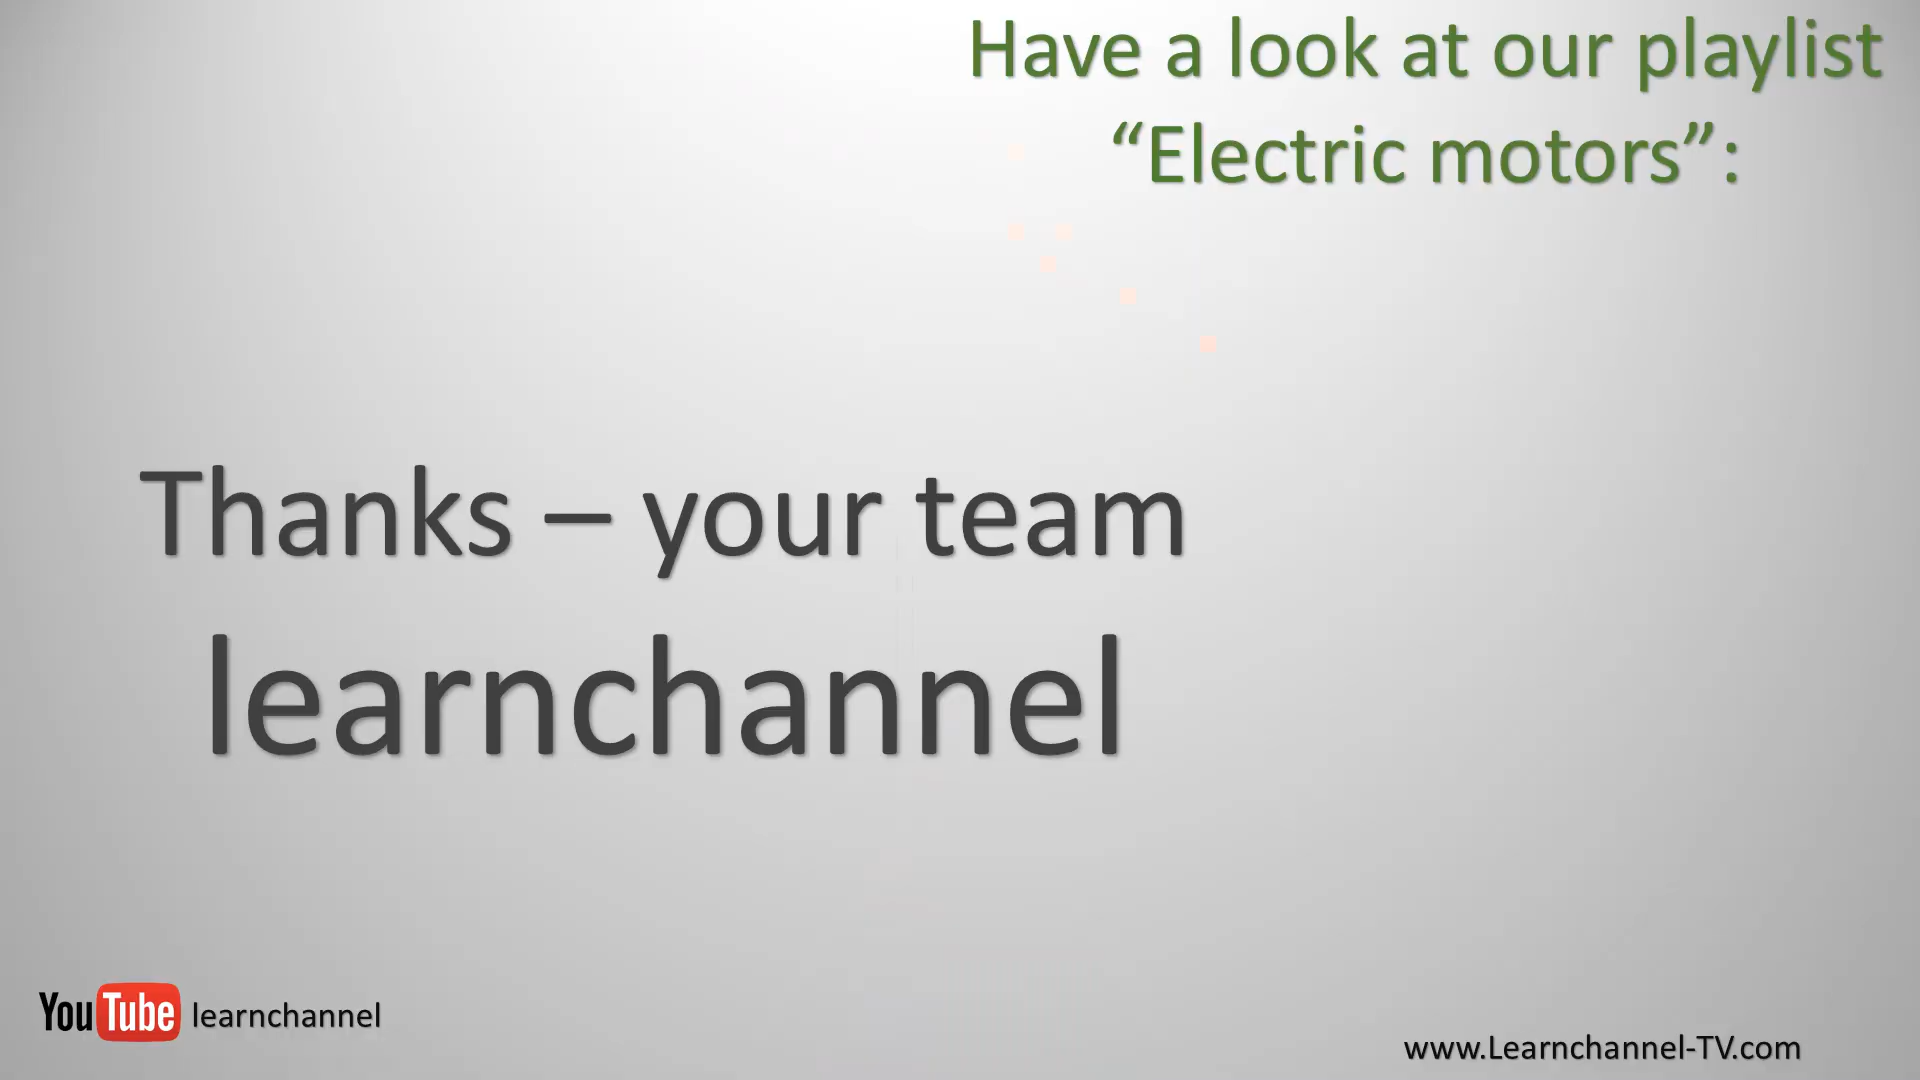 Have a look at our playlist
“Electric motors”:
Thanks – your team
learnchannel
YouTube learnchannel
www.Learnchannel-TV.com